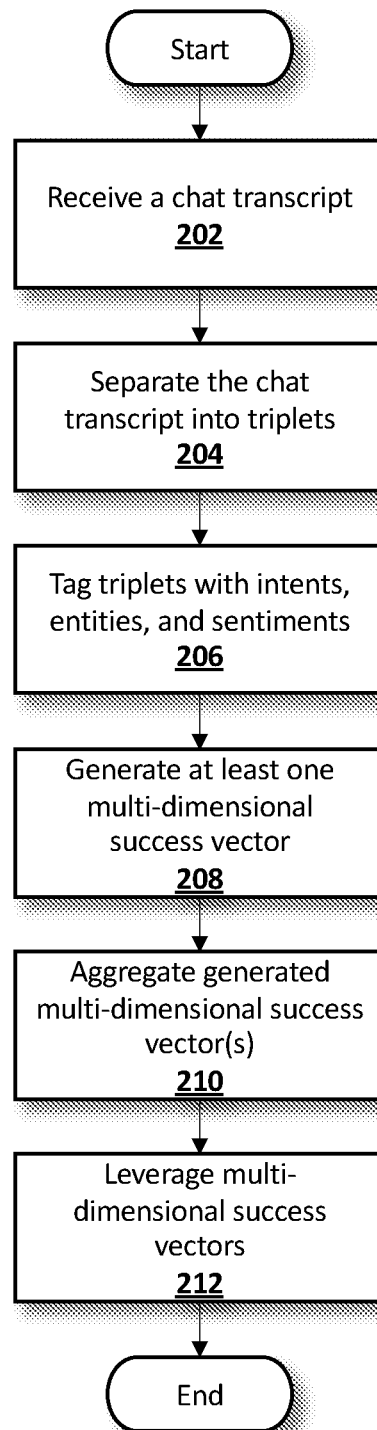 Start
Receive a chat transcript
202
Separate the chat
transcript into triplets
204
Tag triplets with intents,
entities, and sentiments
206
Generate at least one
multi-dimensional
success vector
208
Aggregate generated
multi-dimensional success
vector(s)
210
Leverage multi-
dimensional success
vectors
212
End